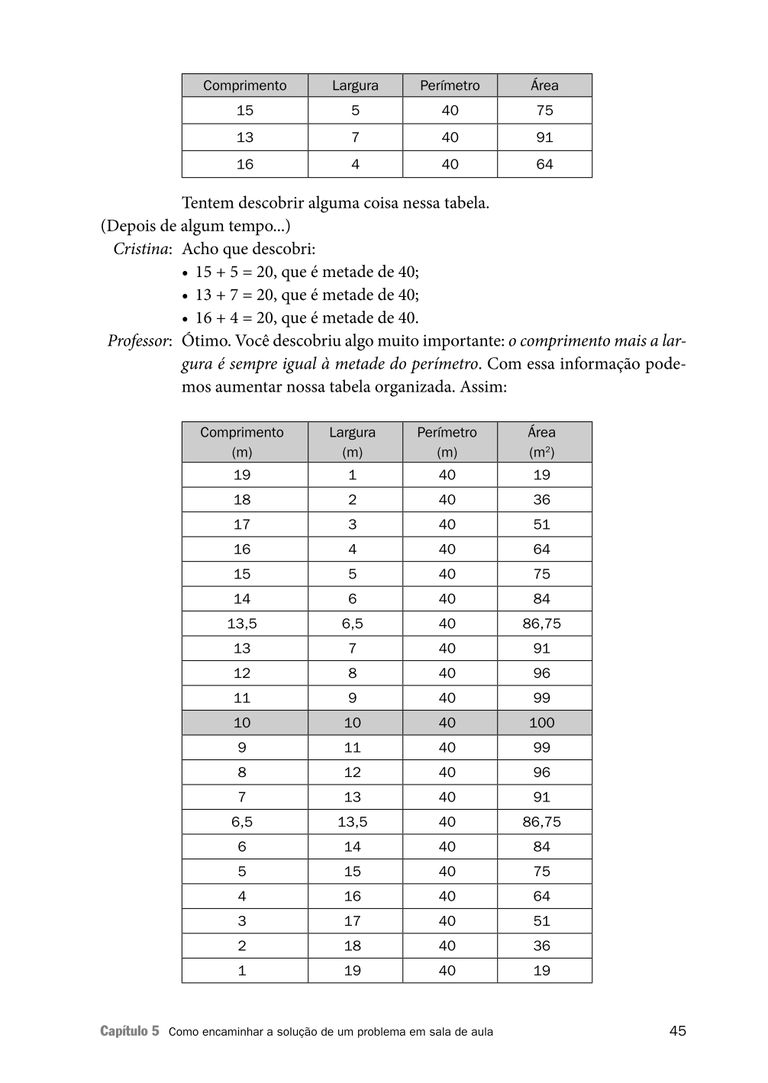 Comprimento Largura Perímetro Área
15 5 40 75
13 7 40 91
16 4 40 64
Tentem descobrir alguma coisa nessa tabela.
(Depois de algum tempo...)
Cristina: Acho que descobri:
• 15 + 5 = 20, que é metade de 40;
• 13 + 7 = 20, que é metade de 40;
• 16 + 4 = 20, que é metade de 40.
Professor: Ótimo. Você descobriu algo muito importante: o comprimento mais a lar-
gura é sempre igual à metade do perímetro. Com essa informação pode-
mos aumentar nossa tabela organizada. Assim:
Comprimento Largura Perímetro Área
(m) (m) (m) (m²)
19 1 40 19
18 2 40 36
17 3 40 51
16 4 40 64
15 5 40 75
14 6 40 84
13,5 6,5 40 86,75
13 7 40 91
12 8 40 96
11 9 40 99
10 10 40 100
9 11 40 99
8 12 40 96
7 13 40 91
6,5 13,5 40 86,75
6 14 40 84
5 15 40 75
4 16 40 64
3 17 40 51
2 18 40 36
1 19 40 19
Capítulo 5 Como encaminhar a solução de um problema em sala de aula 45